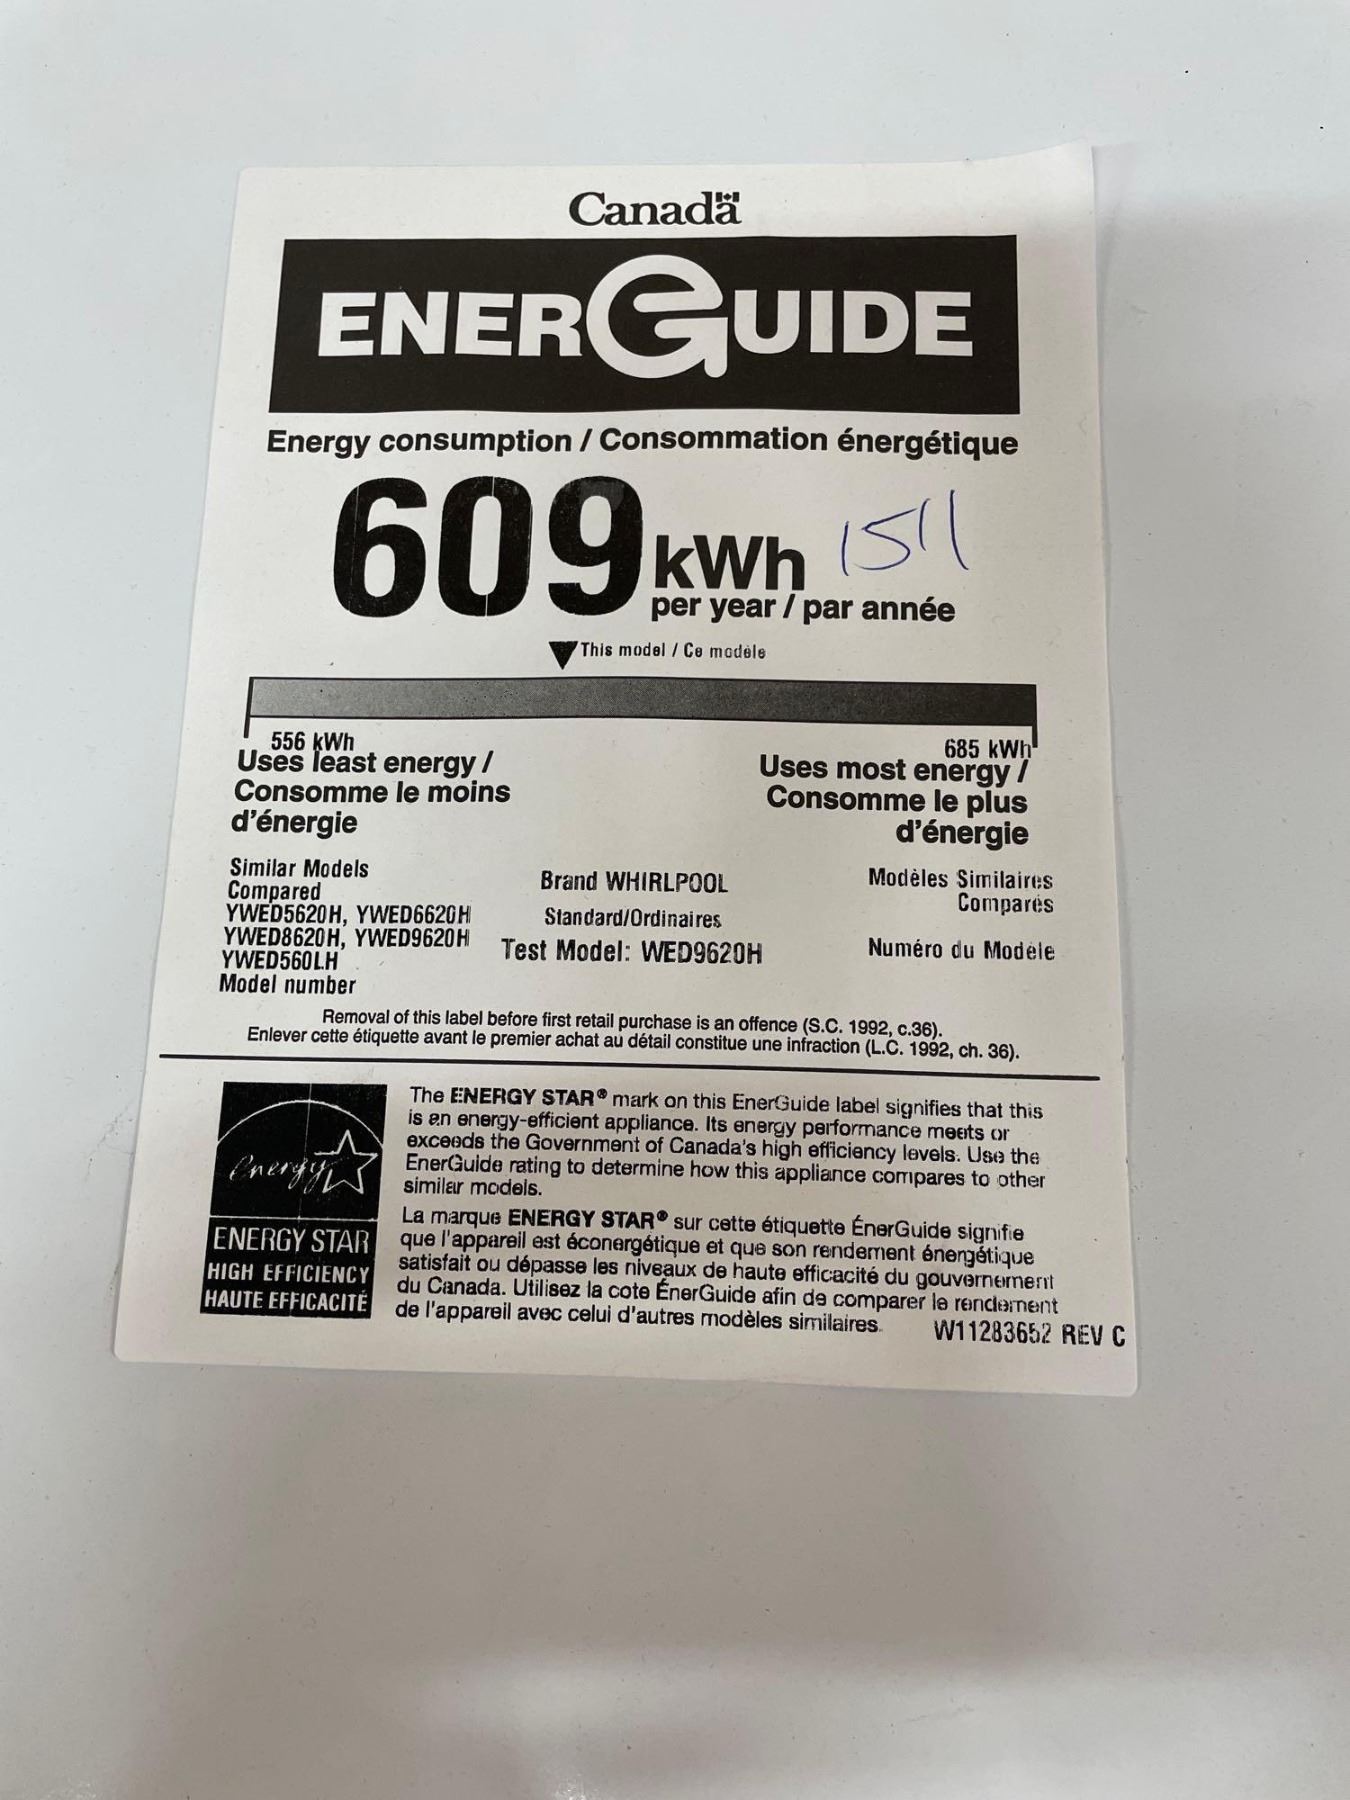 Canada
ENERGUIDE
Energy consumption / Consommation énergétique
609 kWh 1511
per year / par année
This model / Ce modèle
556 kWh
Uses least energy /
Consomme le moins
d'énergie
685 kWh
Uses most energy /
Consomme le plus
d'énergie
Similar Models
Compared
YWED5620H, YWED6620H
YWED8620H, YWED9620H
YWED560LH
Model number
Brand WHIRLPOOL
Standard/Ordinaires
Test Model: WED9620H
Modèles Similaires
Comparés
Numéro du Modèle
Removal of this label before first retail purchase is an offence (S.C. 1992, c.36).
Enlever cette étiquette avant le premier achat au détail constitue une infraction (L.C. 1992, ch. 36).
energy
ENERGY STAR
HIGH EFFICIENCY
HAUTE EFFICACITÉ
The ENERGY STAR® mark on this EnerGuide label signifies that this
is an energy-efficient appliance. Its energy performance meets or
exceeds the Government of Canada's high efficiency levels. Use the
EnerGuide rating to determine how this appliance compares to other
similar models.
La marque ENERGY STAR® sur cette étiquette ÉnerGuide signifie
que l'appareil est éconergétique et que son rendement énergétique
satisfait ou dépasse les niveaux de haute efficacité du gouvernement
du Canada. Utilisez la cote ÉnerGuide afin de comparer le rendement
de l'appareil avec celui d'autres modèles similaires.
W11283652 REV C